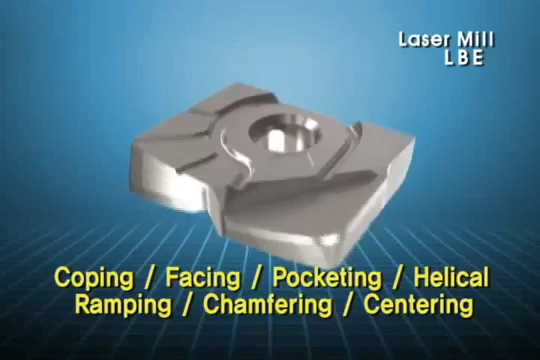 Laser Mill
LBE
Coping / Facing / Pocketing / Helical
Ramping / Chamfering / Centering